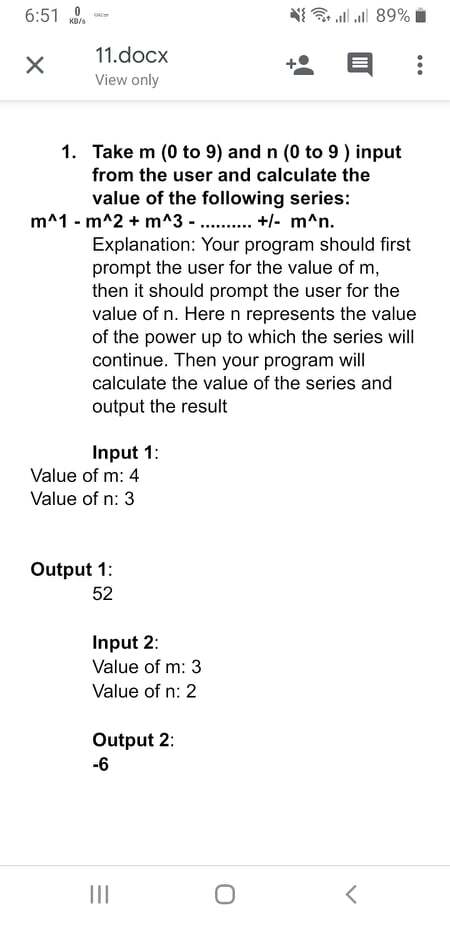 6:51 0 KB/s 89%
11.docx
View only
1. Take m (0 to 9) and n (0 to 9 ) input
from the user and calculate the
value of the following series:
m^1 - m^2 + m^3 - .......... +/- m^n.
Explanation: Your program should first
prompt the user for the value of m,
then it should prompt the user for the
value of n. Here n represents the value
of the power up to which the series will
continue. Then your program will
calculate the value of the series and
output the result
Input 1:
Value of m: 4
Value of n: 3
Output 1:
52
Input 2:
Value of m: 3
Value of n: 2
Output 2:
-6